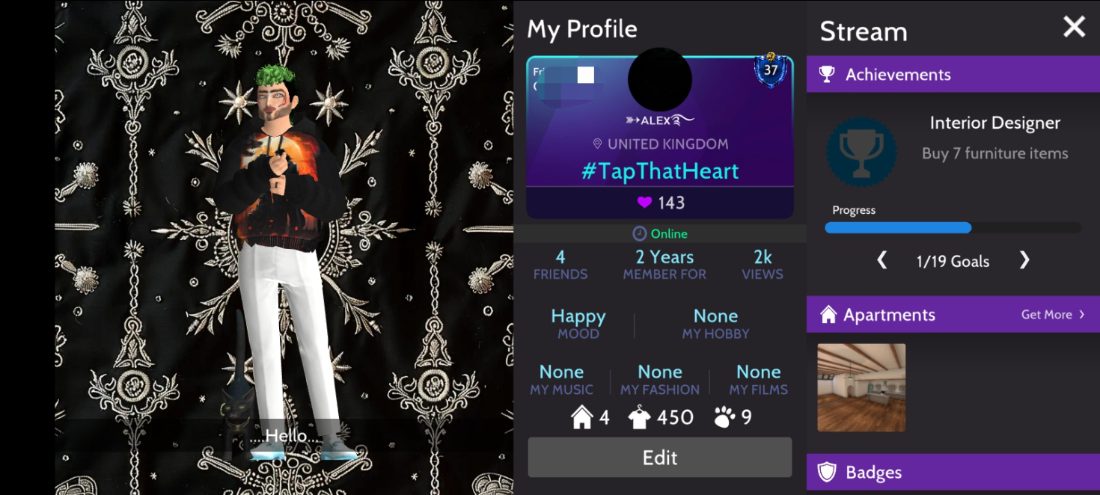 ....Hello...
My Profile
37
➳ALEX
UNITED KINGDOM
#TapThatHeart
143
Online
4
FRIENDS
2 Years
MEMBER FOR
2k
VIEWS
Happy
MOOD
None
MY HOBBY
None
MY MUSIC
None
MY FASHION
None
MY FILMS
4
450
9
Edit
Stream
Achievements
Interior Designer
Buy 7 furniture items
Progress
1/19 Goals
Apartments
Get More
Badges